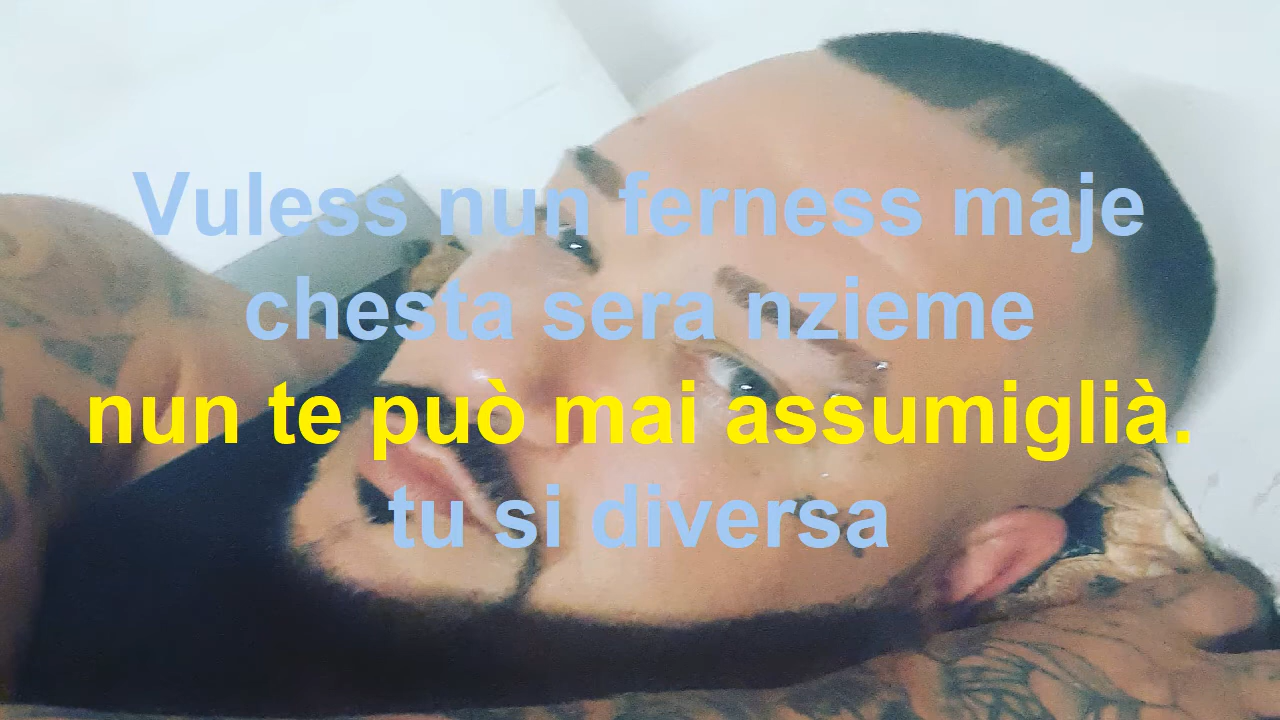 Vuless nun ferness maje
chesta sera nzieme
nun te può mai assumiglià.
tu si diversa